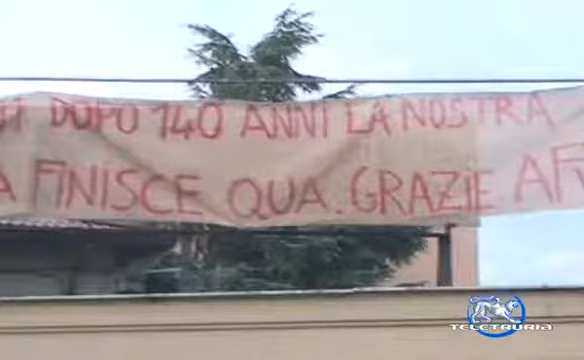 DOPO 140 ANNI LA NOSTRA
A FINISCE QUA. GRAZIE
TELETRURIA